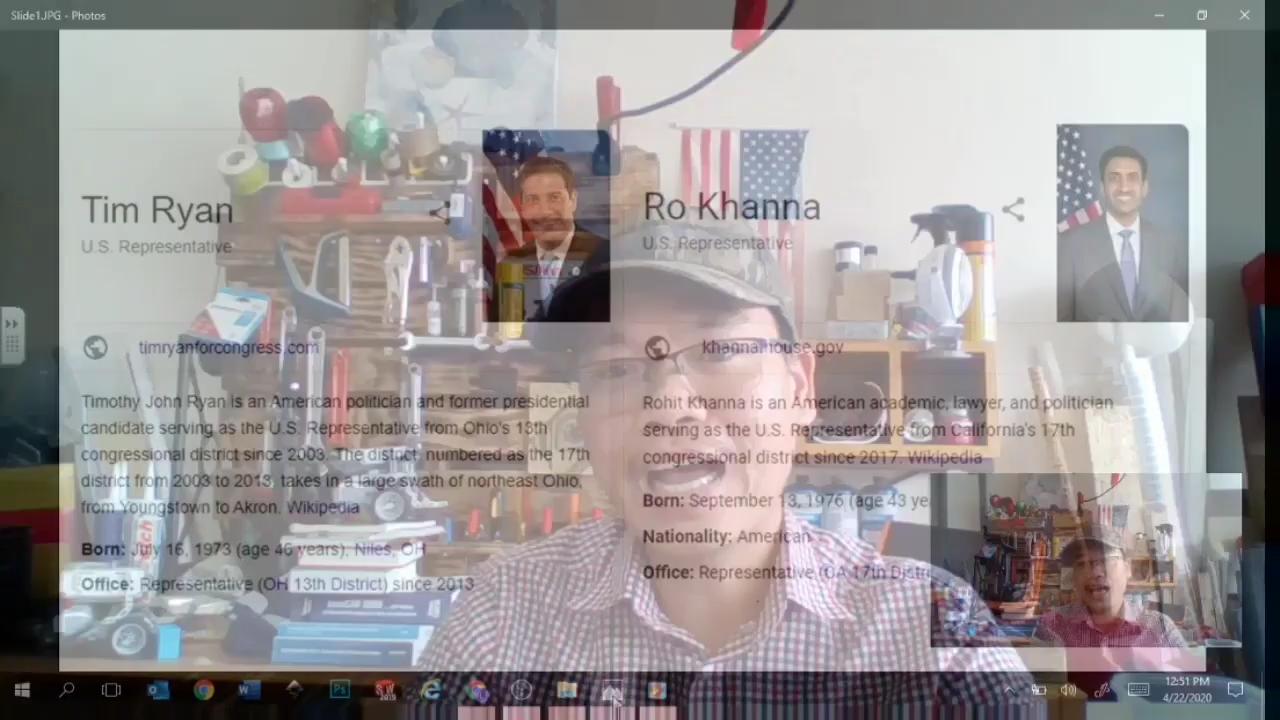 Slide1.JPG - Photos
Tim Ryan
U.S. Representative
timryanforcongress.com
Timothy John Ryan is an American politician and former presidential
candidate serving as the U.S. Representative from Ohio's 13th
congressional district since 2003. The district, numbered as the 17th
district from 2003 to 2013, takes in a large swath of northeast Ohio,
from Youngstown to Akron. Wikipedia
Born: July 16, 1973 (age 46 years), Niles, OH
Office: Representative (OH 13th District) since 2013
Ro Khanna
U.S. Representative
khanna.house.gov
Rohit Khanna is an American academic, lawyer, and politician
serving as the U.S. Representative from California's 17th
congressional district since 2017. Wikipedia
Born: September 13, 1976 (age 43 ye
Nationality: American
Office: Representative (CA 17th Distri
12:51 PM
4/22/2020